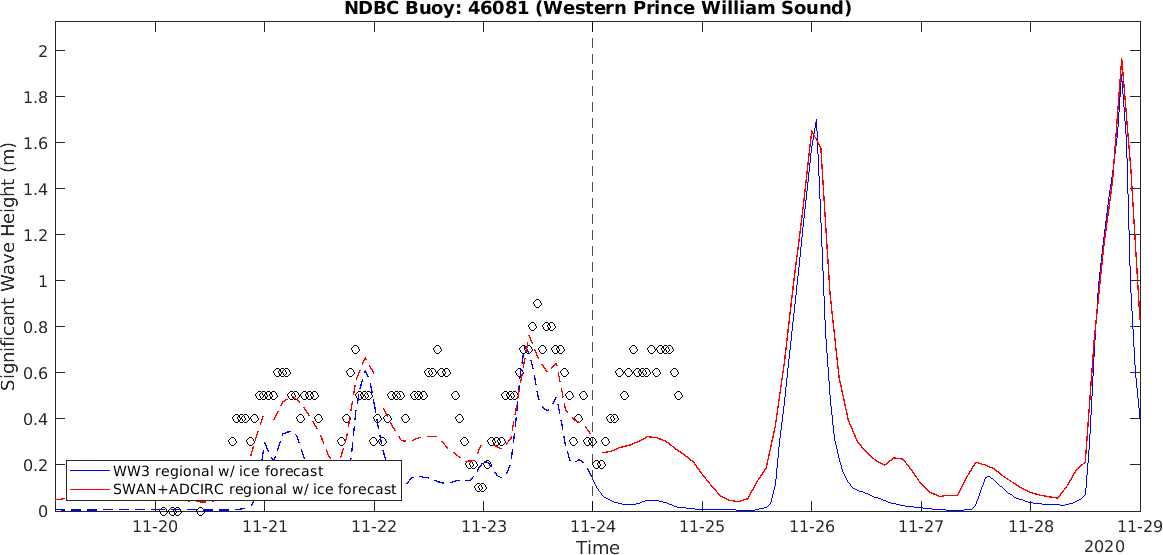 NDBC Buoy: 46081 (Western Prince William Sound)
Significant Wave Height (m)
2
1.8
1.6
1.4
1.2
1
0.8
0.6
0.4
0.2
0
WW3 regional w/ ice forecast
SWAN+ADCIRC regional w/ ice forecast
11-20 11-21 11-22 11-23 11-24 11-25 11-26 11-27 11-28 11-29
Time
2020